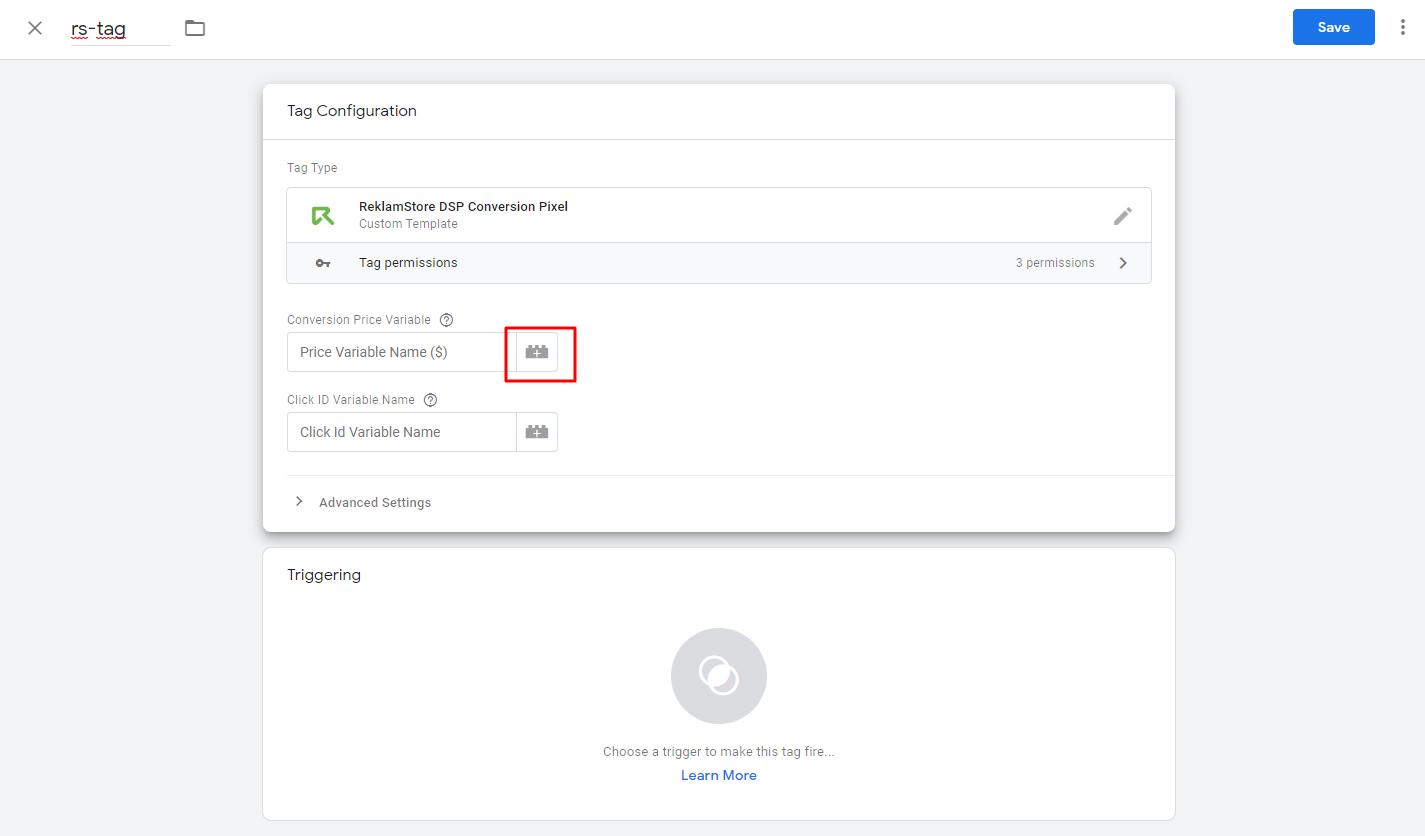 rs-tag
Save
Tag Configuration
Tag Type
ReklamStore DSP Conversion Pixel
Custom Template
Tag permissions
3 permissions
Conversion Price Variable
Price Variable Name ($)
Click ID Variable Name
Click Id Variable Name
Advanced Settings
Triggering
Choose a trigger to make this tag fire...
Learn More